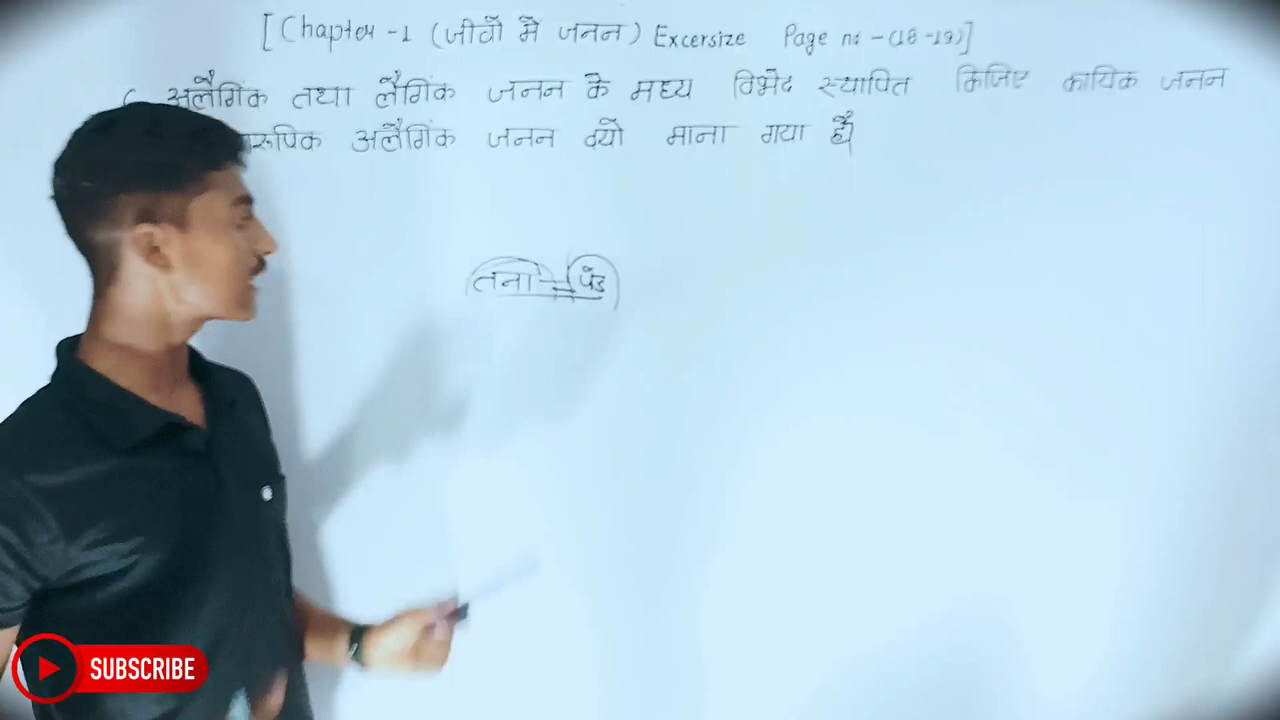 [Chapter -1 (जीवों मे जनन) Excersize Page no - (18-19)]
अलैगिंक तथा लैगिंक जनन के मध्य विभेद स्थापित किजिए कायिक जनन
रूपिक अलैगिंक जनन क्यो माना गया है।
तना - पेड
SUBSCRIBE